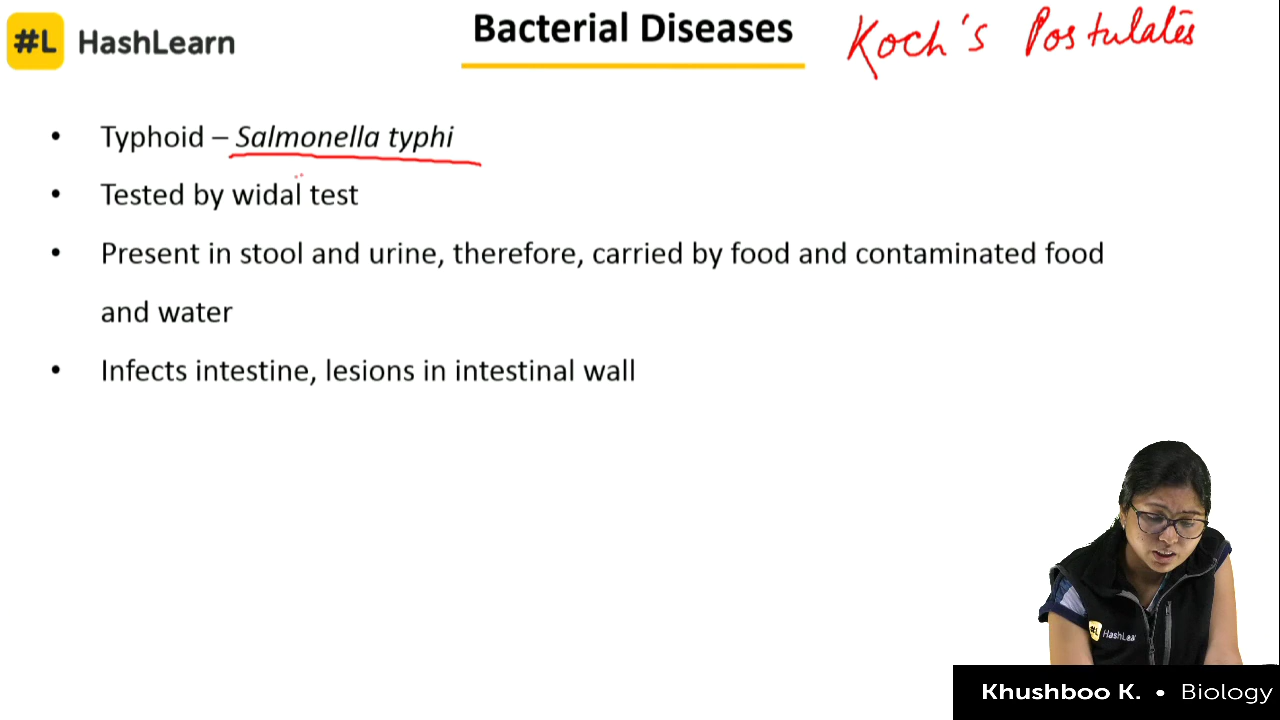 #L HashLearn
Bacterial Diseases
Koch's Postulates
• Typhoid – Salmonella typhi
• Tested by widal test
• Present in stool and urine, therefore, carried by food and contaminated food
and water
• Infects intestine, lesions in intestinal wall
#L HashLear
Khushboo K. • Biology